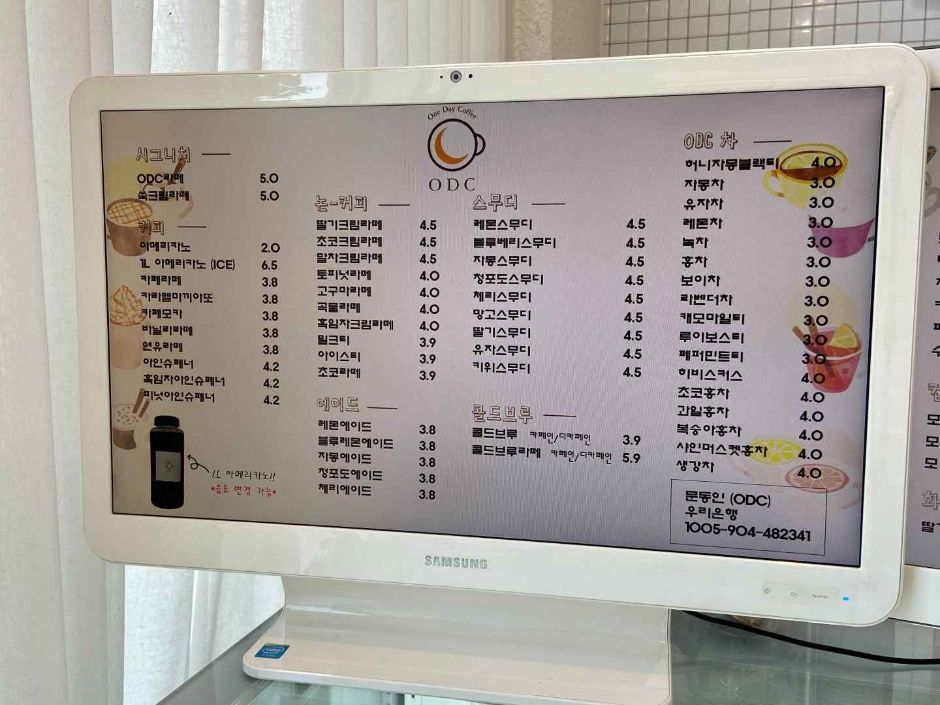 One Day Coffee
ODC
시그니처
ODC라떼 5.0
쑥크림라떼 5.0
커피
아메리카노 2.0
1L 아메리카노 (ICE) 6.5
카페라떼 3.8
카라멜마끼아또 3.8
카페모카 3.8
바닐라라떼 3.8
연유라떼 3.8
아인슈페너 4.2
흑임자아인슈페너 4.2
피넛아인슈페너 4.2
1L 아메리카노!!
*음료 변경 가능*
논-커피
딸기크림라떼 4.5
초코크림라떼 4.5
말차크림라떼 4.5
토피넛라떼 4.0
고구마라떼 4.0
곡물라떼 4.0
흑임자크림라떼 4.0
밀크티 3.9
아이스티 3.9
초코라떼 3.9
에이드
레몬에이드 3.8
블루레몬에이드 3.8
자몽에이드 3.8
청포도에이드 3.8
체리에이드 3.8
스무디
레몬스무디 4.5
블루베리스무디 4.5
자몽스무디 4.5
청포도스무디 4.5
체리스무디 4.5
망고스무디 4.5
딸기스무디 4.5
유자스무디 4.5
키위스무디 4.5
콜드브루
콜드브루 카페인/디카페인 3.9
콜드브루라떼 카페인/디카페인 5.9
ODC 차
허니자몽블랙티 4.0
자몽차 3.0
유자차 3.0
레몬차 3.0
녹차 3.0
홍차 3.0
보이차 3.0
라벤더차 3.0
캐모마일티 3.0
루이보스티 3.0
페퍼민트티 3.0
히비스커스 4.0
초코홍차 4.0
과일홍차 4.0
복숭아홍차 4.0
샤인머스켓홍차 4.0
생강차 4.0
문동인 (ODC)
우리은행
1005-904-482341
SAMSUNG
intel